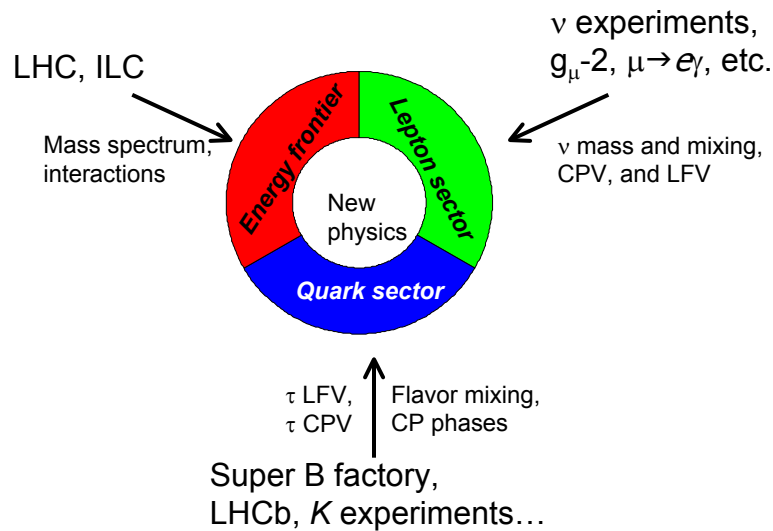 LHC, ILC
Mass spectrum,
interactions
ν experiments,
gμ-2, μ→eγ, etc.
ν mass and mixing,
CPV, and LFV
Energy frontier
Lepton sector
New
physics
Quark sector
τ LFV,
τ CPV
Flavor mixing,
CP phases
Super B factory,
LHCb, K experiments…